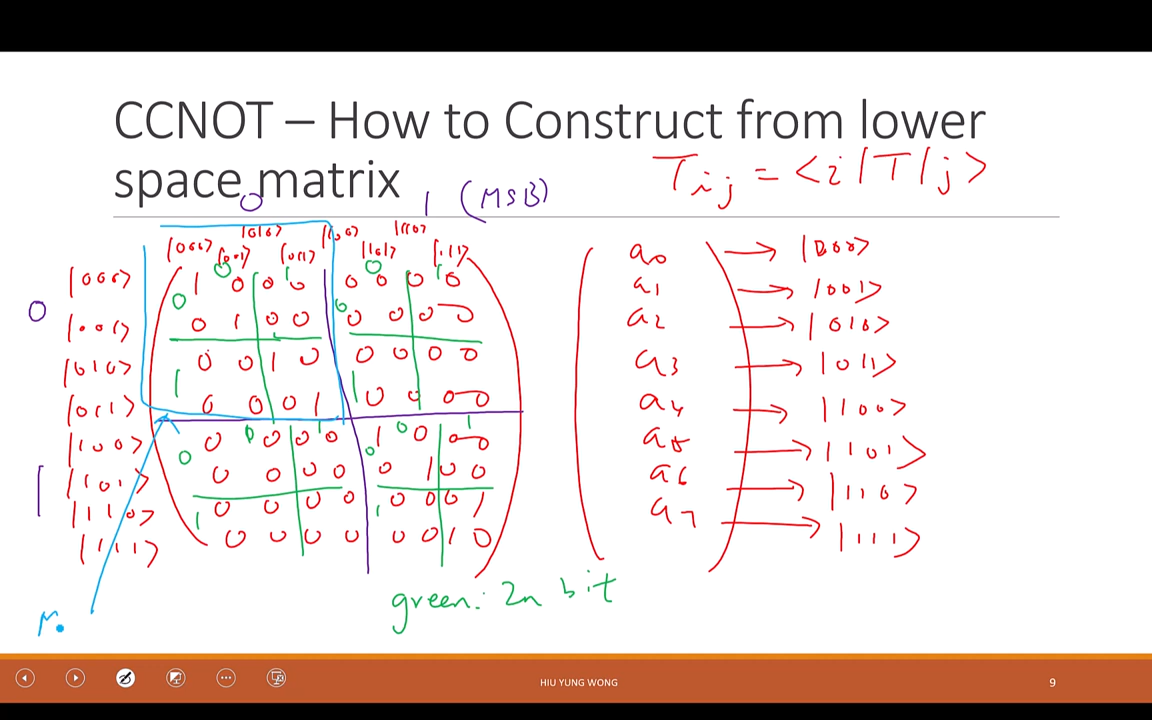 CCNOT – How to Construct from lower
space matrix
T i j = <i|T|j>
0 1 (MSB)
|000> |001> |010> |011> |100> |101> |110> |111>
|000> 1 0 0 0 0 0 0 0
|001> 0 1 0 0 0 0 0 0
|010> 0 0 1 0 0 0 0 0
|011> 0 0 0 1 0 0 0 0
|100> 0 0 0 0 1 0 0 0
|101> 0 0 0 0 0 1 0 0
|110> 0 0 0 0 0 0 0 1
|111> 0 0 0 0 0 0 1 0
0
1
a0 → |000>
a1 → |001>
a2 → |010>
a3 → |011>
a4 → |100>
a5 → |101>
a6 → |110>
a7 → |111>
green: 2n bit
HIU YUNG WONG
9